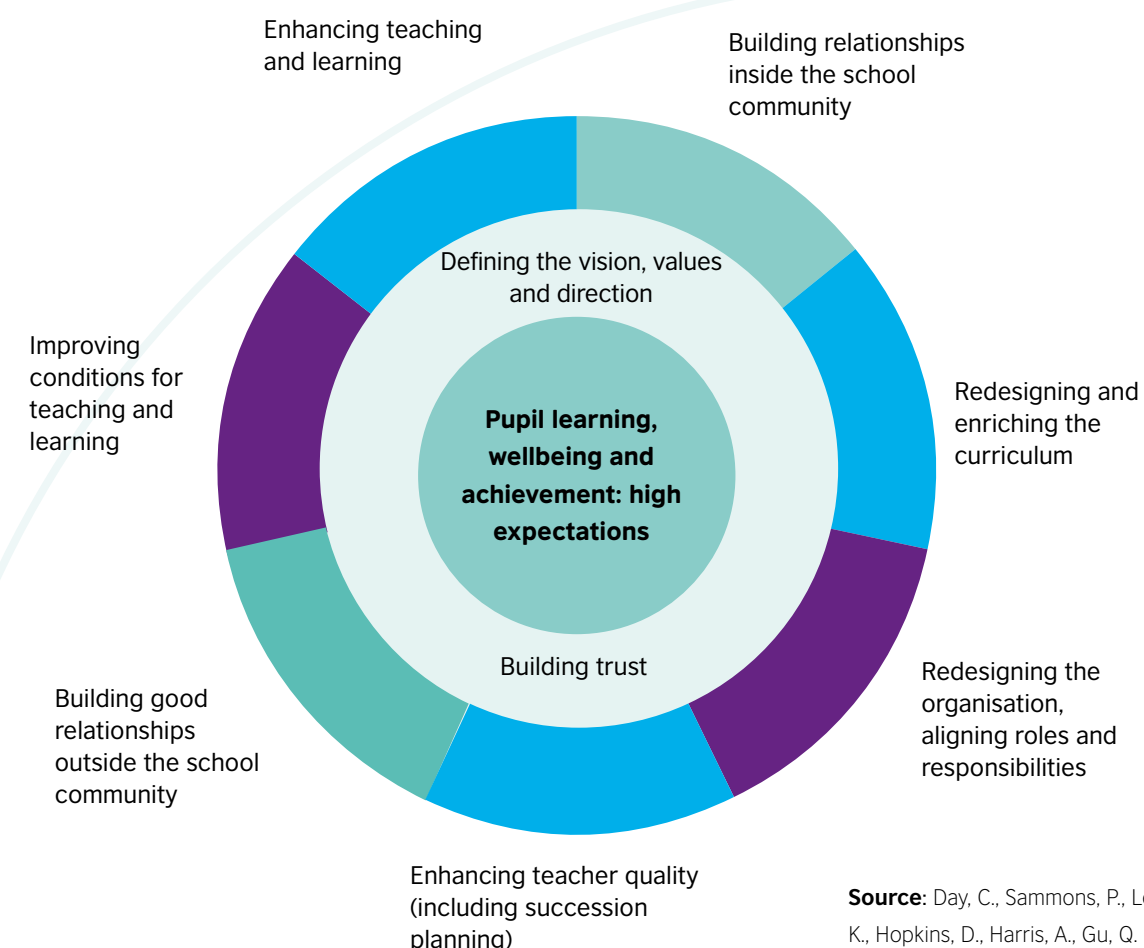 Enhancing teaching
and learning
Building relationships
inside the school
community
Defining the vision, values
and direction
Improving
conditions for
teaching and
learning
Pupil learning,
wellbeing and
achievement: high
expectations
Redesigning and
enriching the
curriculum
Building trust
Building good
relationships
outside the school
community
Redesigning the
organisation,
aligning roles and
responsibilities
Enhancing teacher quality
(including succession
planning)
Source: Day, C., Sammons, P.,
K., Hopkins, D., Harris, A., Gu, Q.